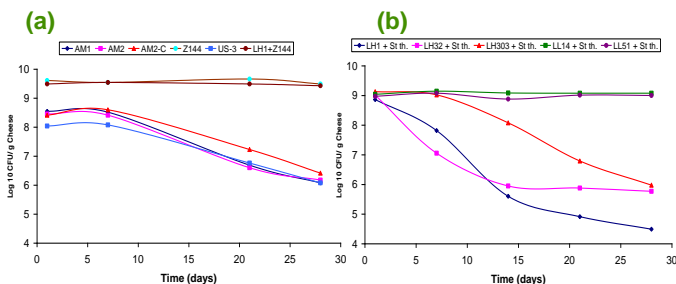 (a)
AM1 AM2 AM2-C Z144 US-3 LH1+Z144
Log 10 CFU/ g Cheese
11
10
9
8
7
6
5
4
0 5 10 15 20 25 30
Time (days)
(b)
LH1 + St th. LH32 + St th. LH303 + St th. LL14 + St th. LL51 + St th.
Log 10 CFU/ g Cheese
11
10
9
8
7
6
5
4
0 5 10 15 20 25 30
Time (days)